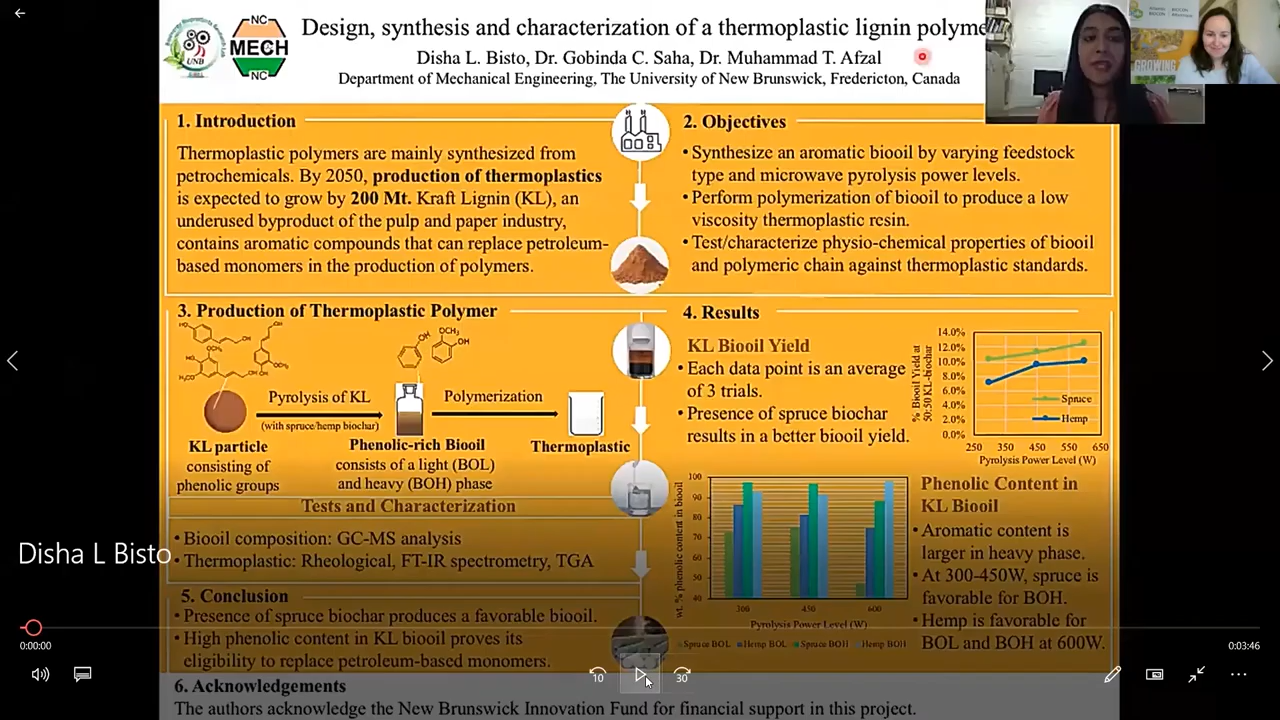 NC
MECH
NC
UNB
Design, synthesis and characterization of a thermoplastic lignin polyme
Disha L. Bisto, Dr. Gobinda C. Saha, Dr. Muhammad T. Afzal
Department of Mechanical Engineering, The University of New Brunswick, Fredericton, Canada
GROWING
1. Introduction
Thermoplastic polymers are mainly synthesized from
petrochemicals. By 2050, production of thermoplastics
is expected to grow by 200 Mt. Kraft Lignin (KL), an
underused byproduct of the pulp and paper industry,
contains aromatic compounds that can replace petroleum-
based monomers in the production of polymers.
2. Objectives
• Synthesize an aromatic biooil by varying feedstock
type and microwave pyrolysis power levels.
• Perform polymerization of biooil to produce a low
viscosity thermoplastic resin.
• Test/characterize physio-chemical properties of biooil
and polymeric chain against thermoplastic standards.
3. Production of Thermoplastic Polymer
OH
OCH3
OH
Pyrolysis of KL
(with spruce/hemp biochar)
Polymerization
KL particle
consisting of
phenolic groups
Phenolic-rich Biooil
consists of a light (BOL)
and heavy (BOH) phase
Thermoplastic
Tests and Characterization
• Biooil composition: GC-MS analysis
• Thermoplastic: Rheological, FT-IR spectrometry, TGA
4. Results
KL Biooil Yield
• Each data point is an average
of 3 trials.
• Presence of spruce biochar
results in a better biooil yield.
% Biooil Yield at
50:50 KL-biochar
14.0%
12.0%
10.0%
8.0%
6.0%
4.0%
2.0%
0.0%
Spruce
Hemp
250 350 450 550 650
Pyrolysis Power Level (W)
wt. % phenolic content in biooil
100
90
80
70
60
50
40
300 450 600
Pyrolysis Power Level (W)
Spruce BOL Hemp BOL Spruce BOH Hemp BOH
Phenolic Content in
KL Biooil
• Aromatic content is
larger in heavy phase.
• At 300-450W, spruce is
favorable for BOH.
• Hemp is favorable for
BOL and BOH at 600W.
5. Conclusion
• Presence of spruce biochar produces a favorable biooil.
• High phenolic content in KL biooil proves its
eligibility to replace petroleum-based monomers.
6. Acknowledgements
The authors acknowledge the New Brunswick Innovation Fund for financial support in this project.
Disha L Bisto
0:00:00
0:03:46
10
30